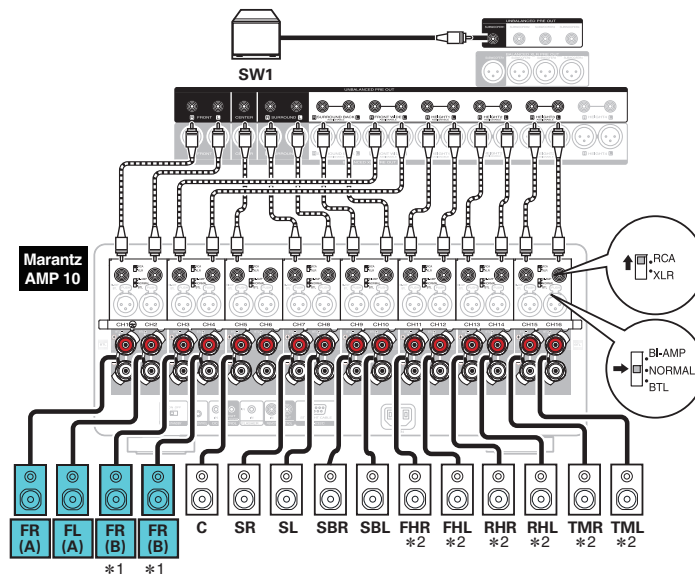 UNBALANCED PRE OUT
SW1
UNBALANCED PRE OUT
FRONT
CENTER
SURROUND
SURROUND BACK
FRONT WIDE
Marantz
AMP 10
RCA
XLR
CH1
CH2
CH3
CH4
CH5
CH6
CH7
CH8
CH9
CH10
CH11
CH12
CH13
CH14
CH15
CH16
BI-AMP
NORMAL
BTL
FR (A)
FL (A)
FR (B)
FR (B)
C
SR
SL
SBR
SBL
FHR
FHL
RHR
RHL
TMR
TML
*1
*1
*2
*2
*2
*2
*2
*2